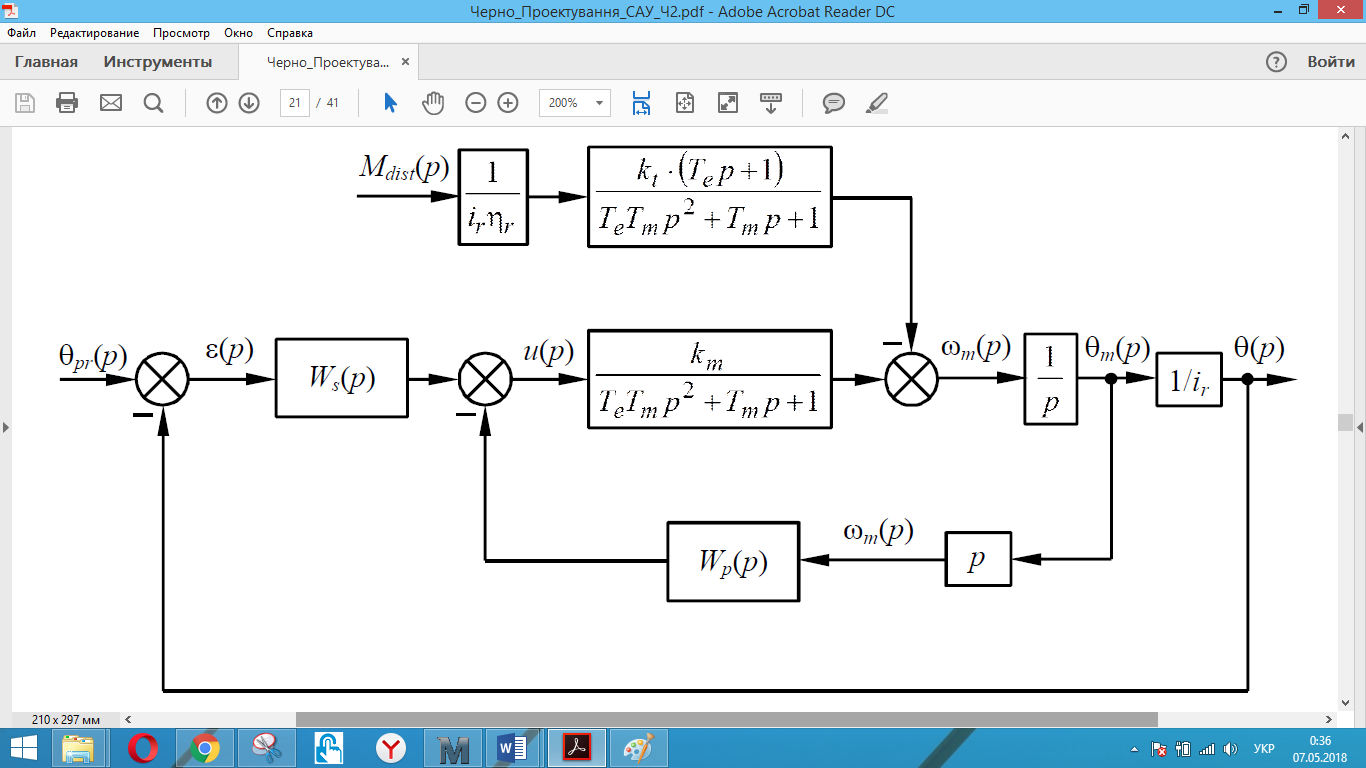 Черно_Проектування_САУ_Ч2.pdf - Adobe Acrobat Reader DC
Файл Редактирование Просмотр Окно Справка
Главная Инструменты Черно_Проектува... × ? Войти
21 / 41 200%
M_dist(p) 1/(i_r η_r) k_t · (T_e p + 1)/(T_e T_m p² + T_m p + 1)
θ_pr(p) ε(p) W_s(p) u(p) k_m/(T_e T_m p² + T_m p + 1) ω_m(p) 1/p θ_m(p) 1/i_r θ(p)
− − −
W_p(p) ω_m(p) p
210 x 297 мм
УКР 0:36
07.05.2018